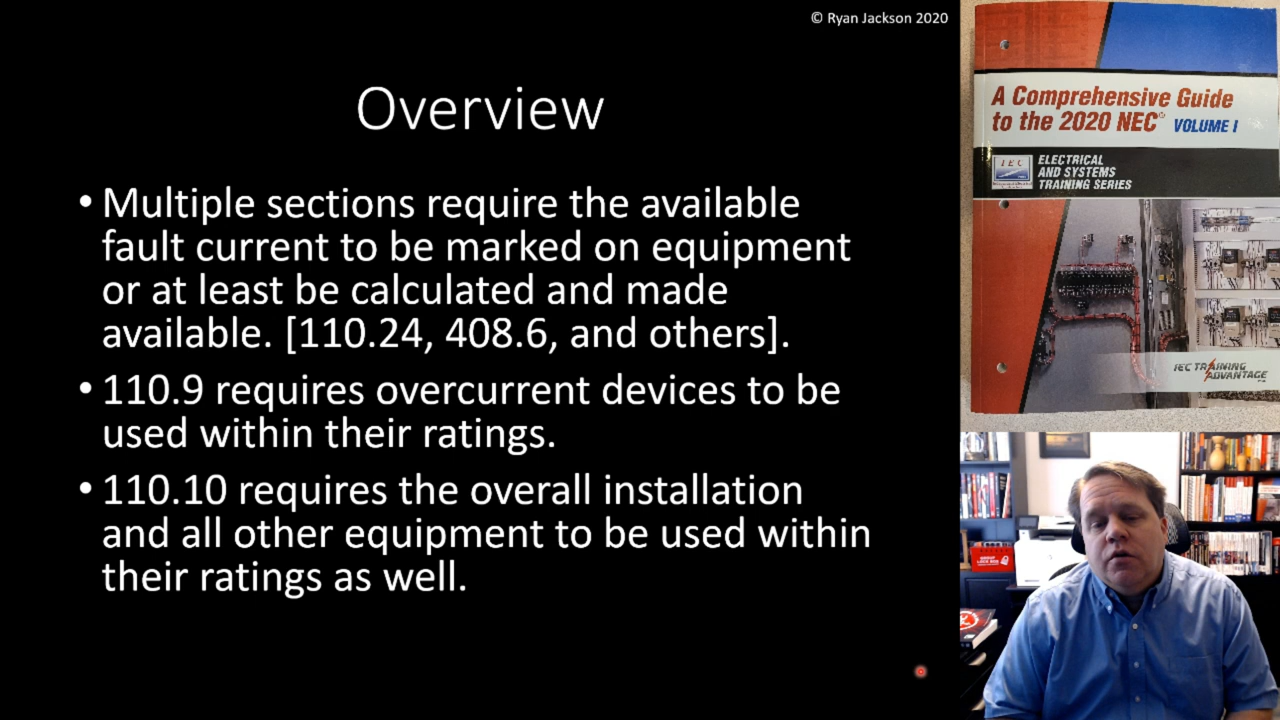 © Ryan Jackson 2020
Overview
• Multiple sections require the available
fault current to be marked on equipment
or at least be calculated and made
available. [110.24, 408.6, and others].
• 110.9 requires overcurrent devices to be
used within their ratings.
• 110.10 requires the overall installation
and all other equipment to be used within
their ratings as well.
A Comprehensive Guide
to the 2020 NEC® VOLUME I
IEC
ELECTRICAL
AND SYSTEMS
TRAINING SERIES
IEC TRAINING
ADVANTAGE